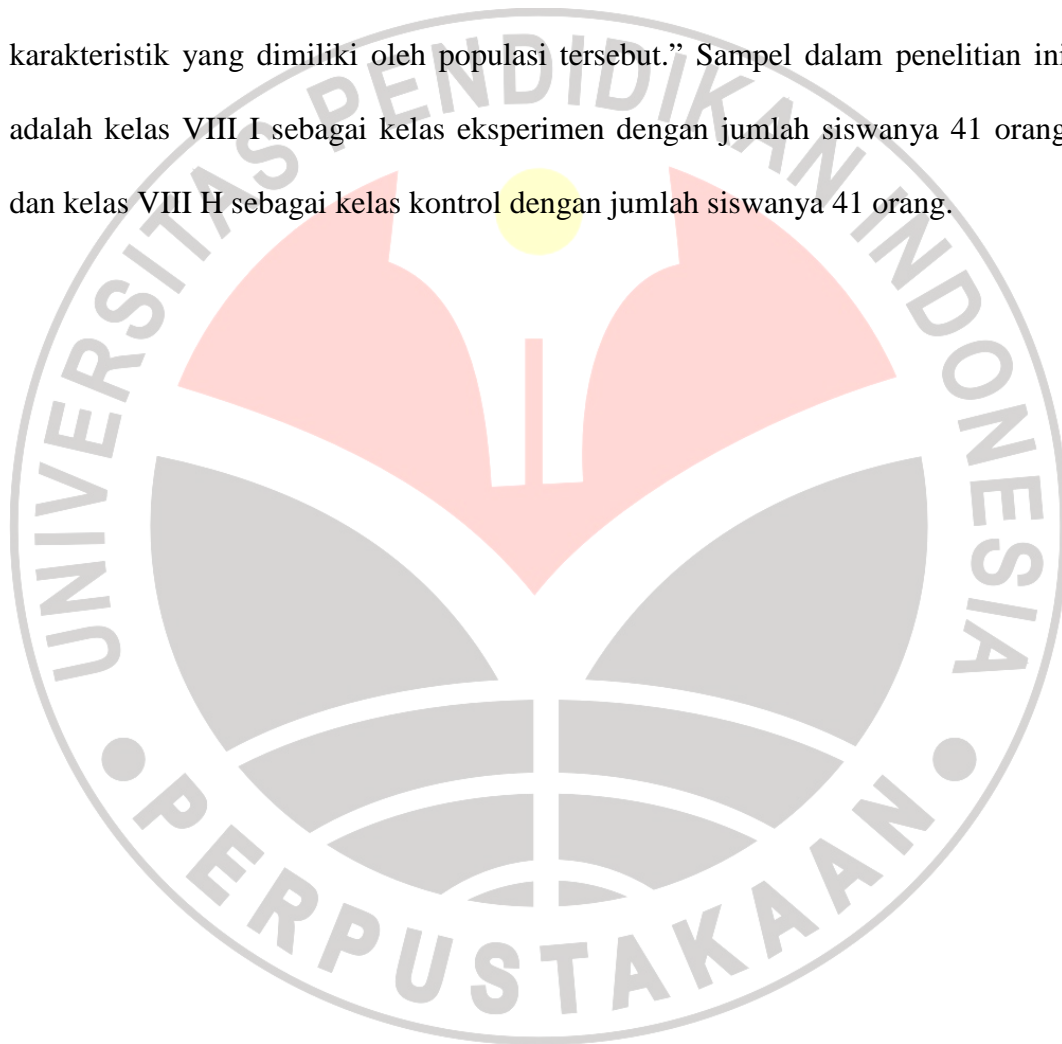 karakteristik yang dimiliki oleh populasi tersebut.” Sampel dalam penelitian ini
adalah kelas VIII I sebagai kelas eksperimen dengan jumlah siswanya 41 orang
dan kelas VIII H sebagai kelas kontrol dengan jumlah siswanya 41 orang.
UNIVERSITAS PENDIDIKAN INDONESIA
PERPUSTAKAAN